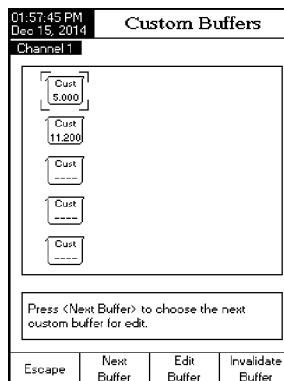 01:57:45 PM
Dec 15, 2014
Custom Buffers
Channel 1
Cust
5.000
Cust
11.200
Cust
----
Cust
----
Cust
----
Press <Next Buffer> to choose the next
custom buffer for edit.
Escape
Next
Buffer
Edit
Buffer
Invalidate
Buffer